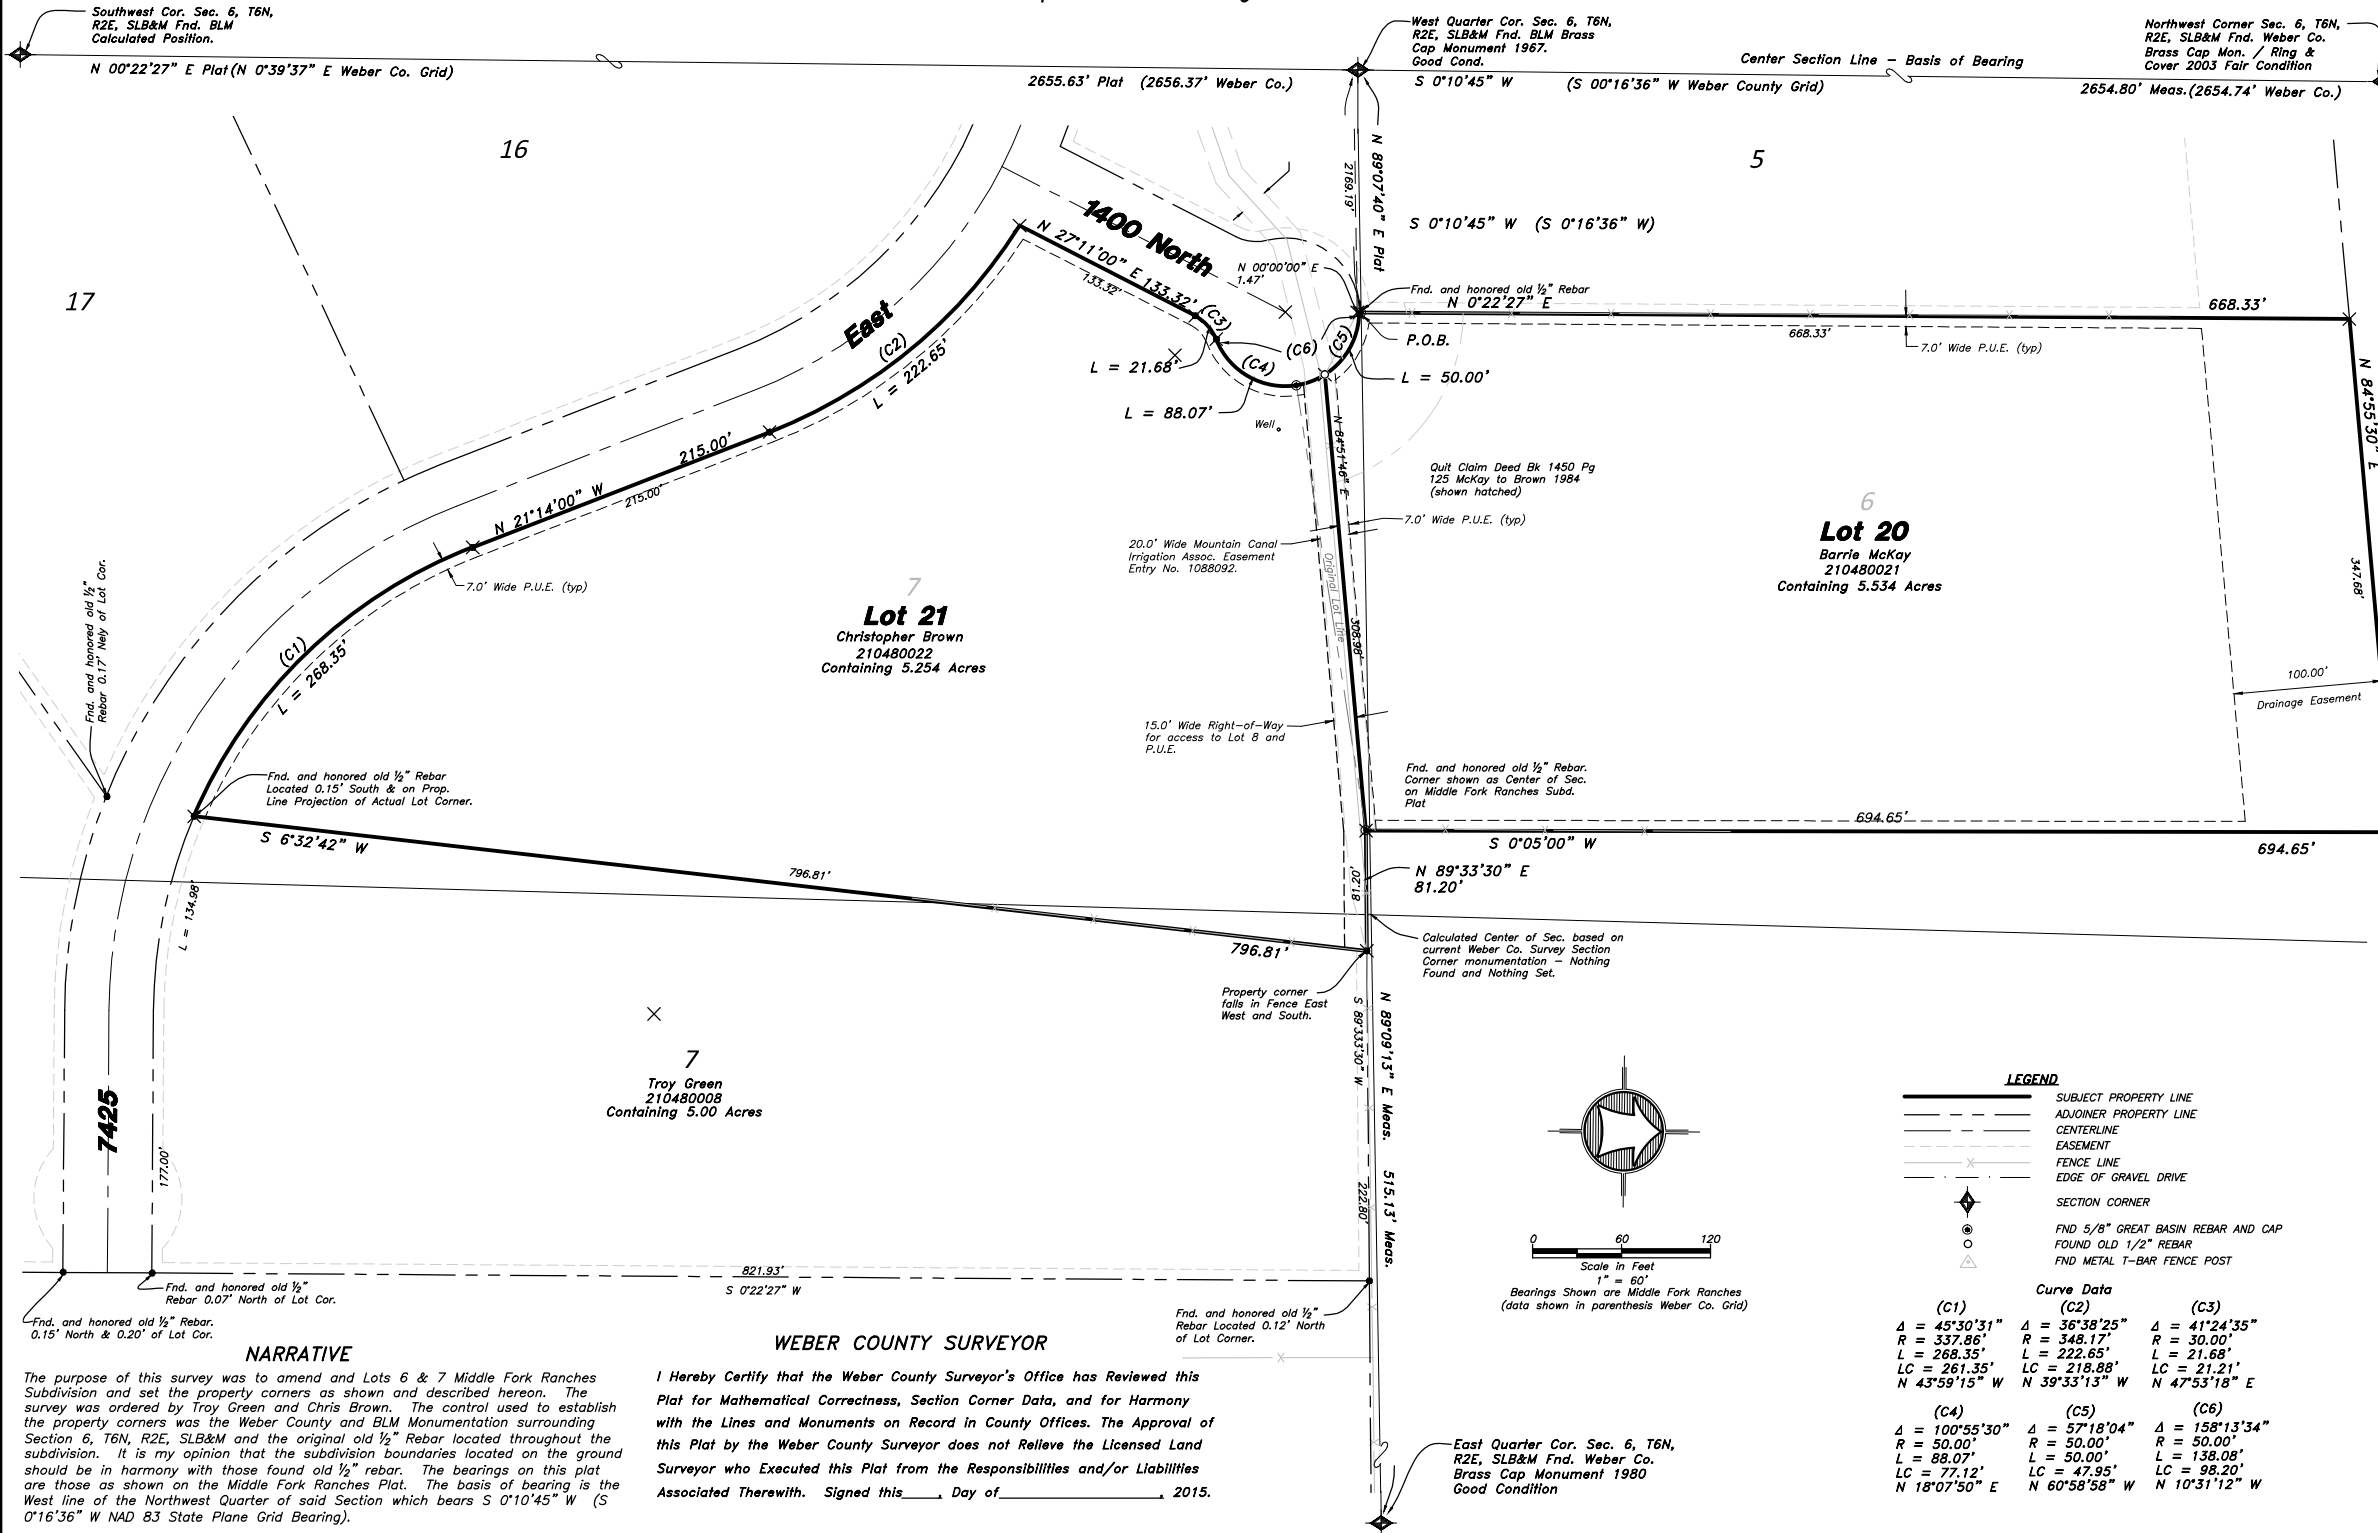 Southwest Cor. Sec. 6, T6N,
R2E, SLB&M Fnd. BLM
Calculated Position.
N 00°22'27" E Plat(N 0°39'37" E Weber Co. Grid)
2655.63' Plat (2656.37' Weber Co.)
West Quarter Cor. Sec. 6, T6N,
R2E, SLB&M Fnd. BLM Brass
Cap Monument 1967.
Good Cond.
S 0°10'45" W (S 00°16'36" W Weber County Grid)
Center Section Line - Basis of Bearing
Northwest Corner Sec. 6, T6N,
R2E, SLB&M Fnd. Weber Co.
Brass Cap Mon. / Ring &
Cover 2003 Fair Condition
2654.80' Meas.(2654.74' Weber Co.)
16
5
17
N 89°07'40" E Plat
2169.19'
S 0°10'45" W (S 0°16'36" W)
1400 North
N 27°11'00" E 133.32'
133.32'
N 00°00'00" E
1.47'
Fnd. and honored old ½" Rebar
N 0°22'27" E
668.33'
668.33'
7.0' Wide P.U.E. (typ)
P.O.B.
(C3)
(C6)
(C5)
(C4)
L = 21.68'
L = 50.00'
L = 88.07'
Well
East
(C2)
L = 222.65'
N 84°55'30" E
347.68'
N 21°14'00" W
215.00'
215.00'
N 84°51'46" E
308.98'
Original Lot Line
Quit Claim Deed Bk 1450 Pg
125 McKay to Brown 1984
(shown hatched)
7.0' Wide P.U.E. (typ)
20.0' Wide Mountain Canal
Irrigation Assoc. Easement
Entry No. 1088092.
6
Lot 20
Barrie McKay
210480021
Containing 5.534 Acres
7.0' Wide P.U.E. (typ)
7
Lot 21
Christopher Brown
210480022
Containing 5.254 Acres
Fnd. and honored old ½"
Rebar 0.17' Nely of Lot Cor.
(C1)
L = 268.35'
100.00'
Drainage Easement
15.0' Wide Right-of-Way
for access to Lot 8 and
P.U.E.
Fnd. and honored old ½" Rebar
Located 0.15' South & on Prop.
Line Projection of Actual Lot Corner.
Fnd. and honored old ½" Rebar.
Corner shown as Center of Sec.
on Middle Fork Ranches Subd.
Plat
S 6°32'42" W
796.81'
796.81'
694.65'
S 0°05'00" W
694.65'
N 89°33'30" E
81.20'
81.20'
L = 134.98'
Calculated Center of Sec. based on
current Weber Co. Survey Section
Corner monumentation - Nothing
Found and Nothing Set.
Property corner
falls in Fence East
West and South.
S 89°333'30" W
222.80'
N 89°09'13" E Meas. 515.13' Meas.
7
Troy Green
210480008
Containing 5.00 Acres
7425
177.00'
821.93'
S 0°22'27" W
Fnd. and honored old ½"
Rebar 0.07' North of Lot Cor.
Fnd. and honored old ½" Rebar.
0.15' North & 0.20' of Lot Cor.
Fnd. and honored old ½"
Rebar Located 0.12' North
of Lot Corner.
0 60 120
Scale in Feet
1" = 60'
Bearings Shown are Middle Fork Ranches
(data shown in parenthesis Weber Co. Grid)
LEGEND
SUBJECT PROPERTY LINE
ADJOINER PROPERTY LINE
CENTERLINE
EASEMENT
FENCE LINE
EDGE OF GRAVEL DRIVE
SECTION CORNER
FND 5/8" GREAT BASIN REBAR AND CAP
FOUND OLD 1/2" REBAR
FND METAL T-BAR FENCE POST
Curve Data
(C1) (C2) (C3)
Δ = 45°30'31" Δ = 36°38'25" Δ = 41°24'35"
R = 337.86' R = 348.17' R = 30.00'
L = 268.35' L = 222.65' L = 21.68'
LC = 261.35' LC = 218.88' LC = 21.21'
N 43°59'15" W N 39°33'13" W N 47°53'18" E
(C4) (C5) (C6)
Δ = 100°55'30" Δ = 57°18'04" Δ = 158°13'34"
R = 50.00' R = 50.00' R = 50.00'
L = 88.07' L = 50.00' L = 138.08'
LC = 77.12' LC = 47.95' LC = 98.20'
N 18°07'50" E N 60°58'58" W N 10°31'12" W
NARRATIVE
The purpose of this survey was to amend and Lots 6 & 7 Middle Fork Ranches
Subdivision and set the property corners as shown and described hereon. The
survey was ordered by Troy Green and Chris Brown. The control used to establish
the property corners was the Weber County and BLM Monumentation surrounding
Section 6, T6N, R2E, SLB&M and the original old ½" Rebar located throughout the
subdivision. It is my opinion that the subdivision boundaries located on the ground
should be in harmony with those found old ½" rebar. The bearings on this plat
are those as shown on the Middle Fork Ranches Plat. The basis of bearing is the
West line of the Northwest Quarter of said Section which bears S 0°10'45" W (S
0°16'36" W NAD 83 State Plane Grid Bearing).
WEBER COUNTY SURVEYOR
I Hereby Certify that the Weber County Surveyor's Office has Reviewed this
Plat for Mathematical Correctness, Section Corner Data, and for Harmony
with the Lines and Monuments on Record in County Offices. The Approval of
this Plat by the Weber County Surveyor does not Relieve the Licensed Land
Surveyor who Executed this Plat from the Responsibilities and/or Liabilities
Associated Therewith. Signed this____, Day of________________, 2015.
East Quarter Cor. Sec. 6, T6N,
R2E, SLB&M Fnd. Weber Co.
Brass Cap Monument 1980
Good Condition